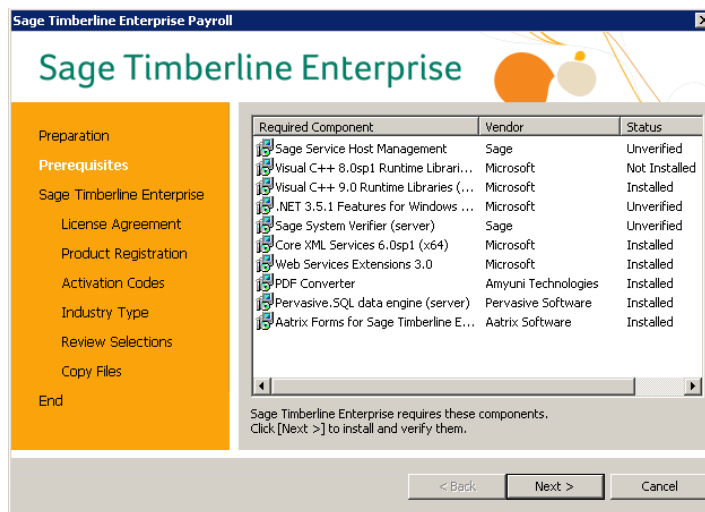 Sage Timberline Enterprise Payroll
Sage Timberline Enterprise
Preparation
Prerequisites
Sage Timberline Enterprise
License Agreement
Product Registration
Activation Codes
Industry Type
Review Selections
Copy Files
End
Required Component Vendor Status
Sage Service Host Management Sage Unverified
Visual C++ 8.0sp1 Runtime Librari... Microsoft Not Installed
Visual C++ 9.0 Runtime Libraries (... Microsoft Installed
.NET 3.5.1 Features for Windows ... Microsoft Unverified
Sage System Verifier (server) Sage Unverified
Core XML Services 6.0sp1 (x64) Microsoft Installed
Web Services Extensions 3.0 Microsoft Installed
PDF Converter Amyuni Technologies Installed
Pervasive.SQL data engine (server) Pervasive Software Installed
Aatrix Forms for Sage Timberline E... Aatrix Software Installed
Sage Timberline Enterprise requires these components.
Click [Next >] to install and verify them.
< Back Next > Cancel